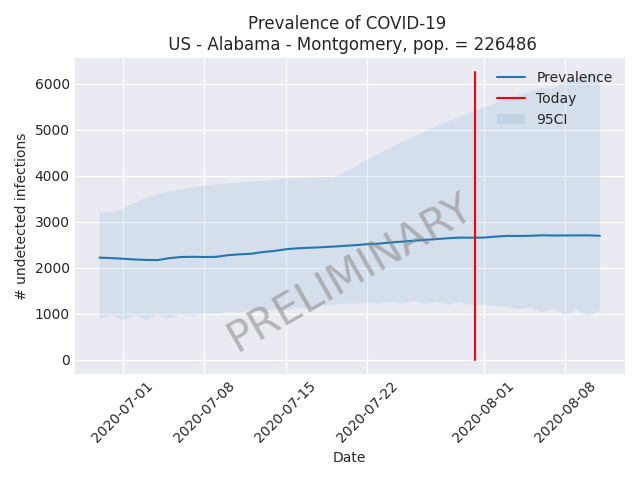 Prevalence of COVID-19
US - Alabama - Montgomery, pop. = 226486
6000
5000
4000
3000
2000
1000
0
# undetected infections
Prevalence
Today
95CI
PRELIMINARY
2020-07-01
2020-07-08
2020-07-15
2020-07-22
2020-08-01
2020-08-08
Date